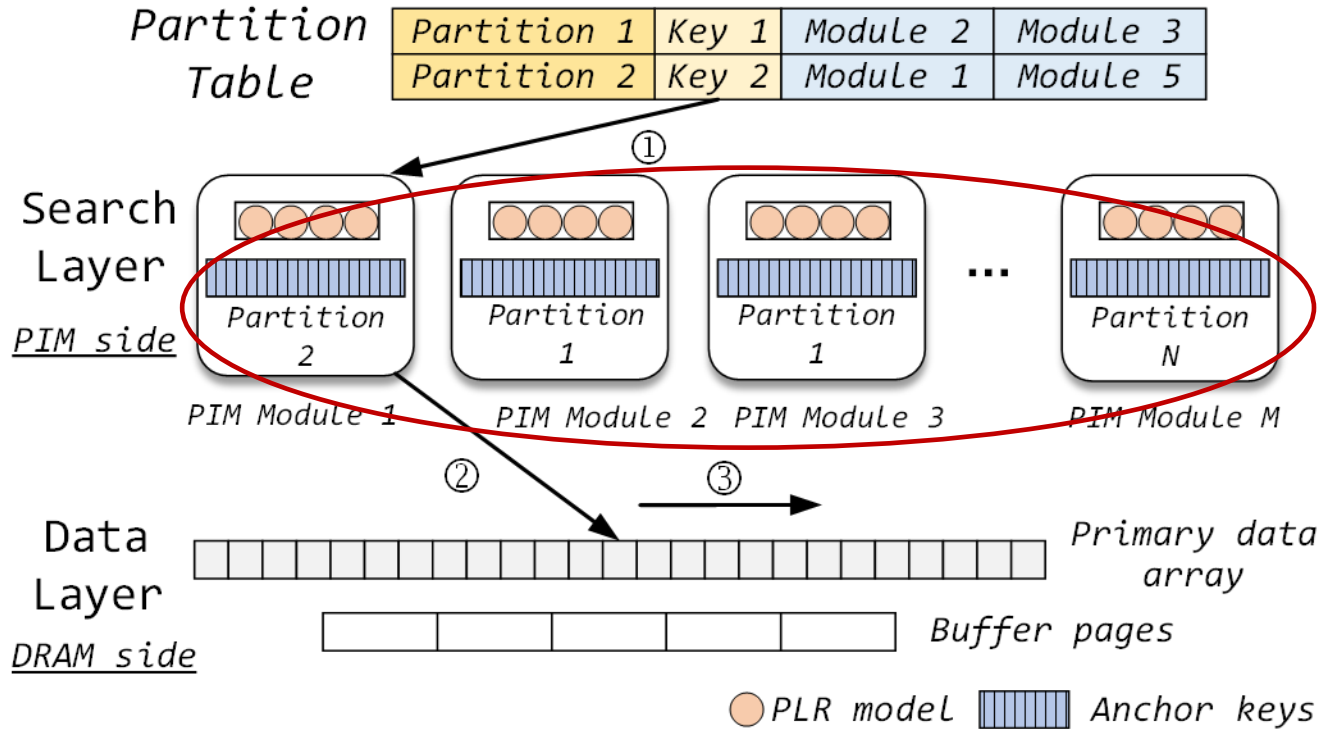 Partition Table
Partition 1 Key 1 Module 2 Module 3
Partition 2 Key 2 Module 1 Module 5
①
Search Layer
PIM side
Partition 2
Partition 1
Partition 1
...
Partition N
PIM Module 1
PIM Module 2
PIM Module 3
PIM Module M
②
③
Data Layer
DRAM side
Primary data array
Buffer pages
PLR model
Anchor keys